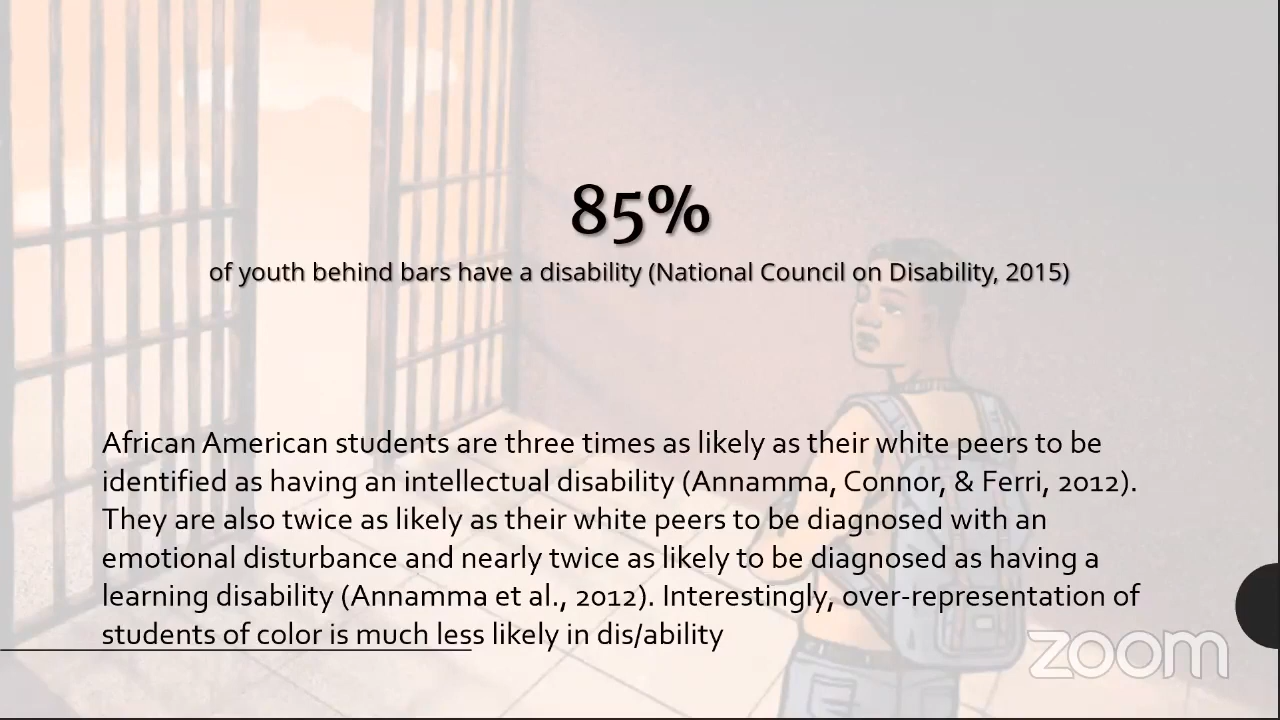 85%
of youth behind bars have a disability (National Council on Disability, 2015)
African American students are three times as likely as their white peers to be
identified as having an intellectual disability (Annamma, Connor, & Ferri, 2012).
They are also twice as likely as their white peers to be diagnosed with an
emotional disturbance and nearly twice as likely to be diagnosed as having a
learning disability (Annamma et al., 2012). Interestingly, over-representation of
students of color is much less likely in dis/ability
zoom